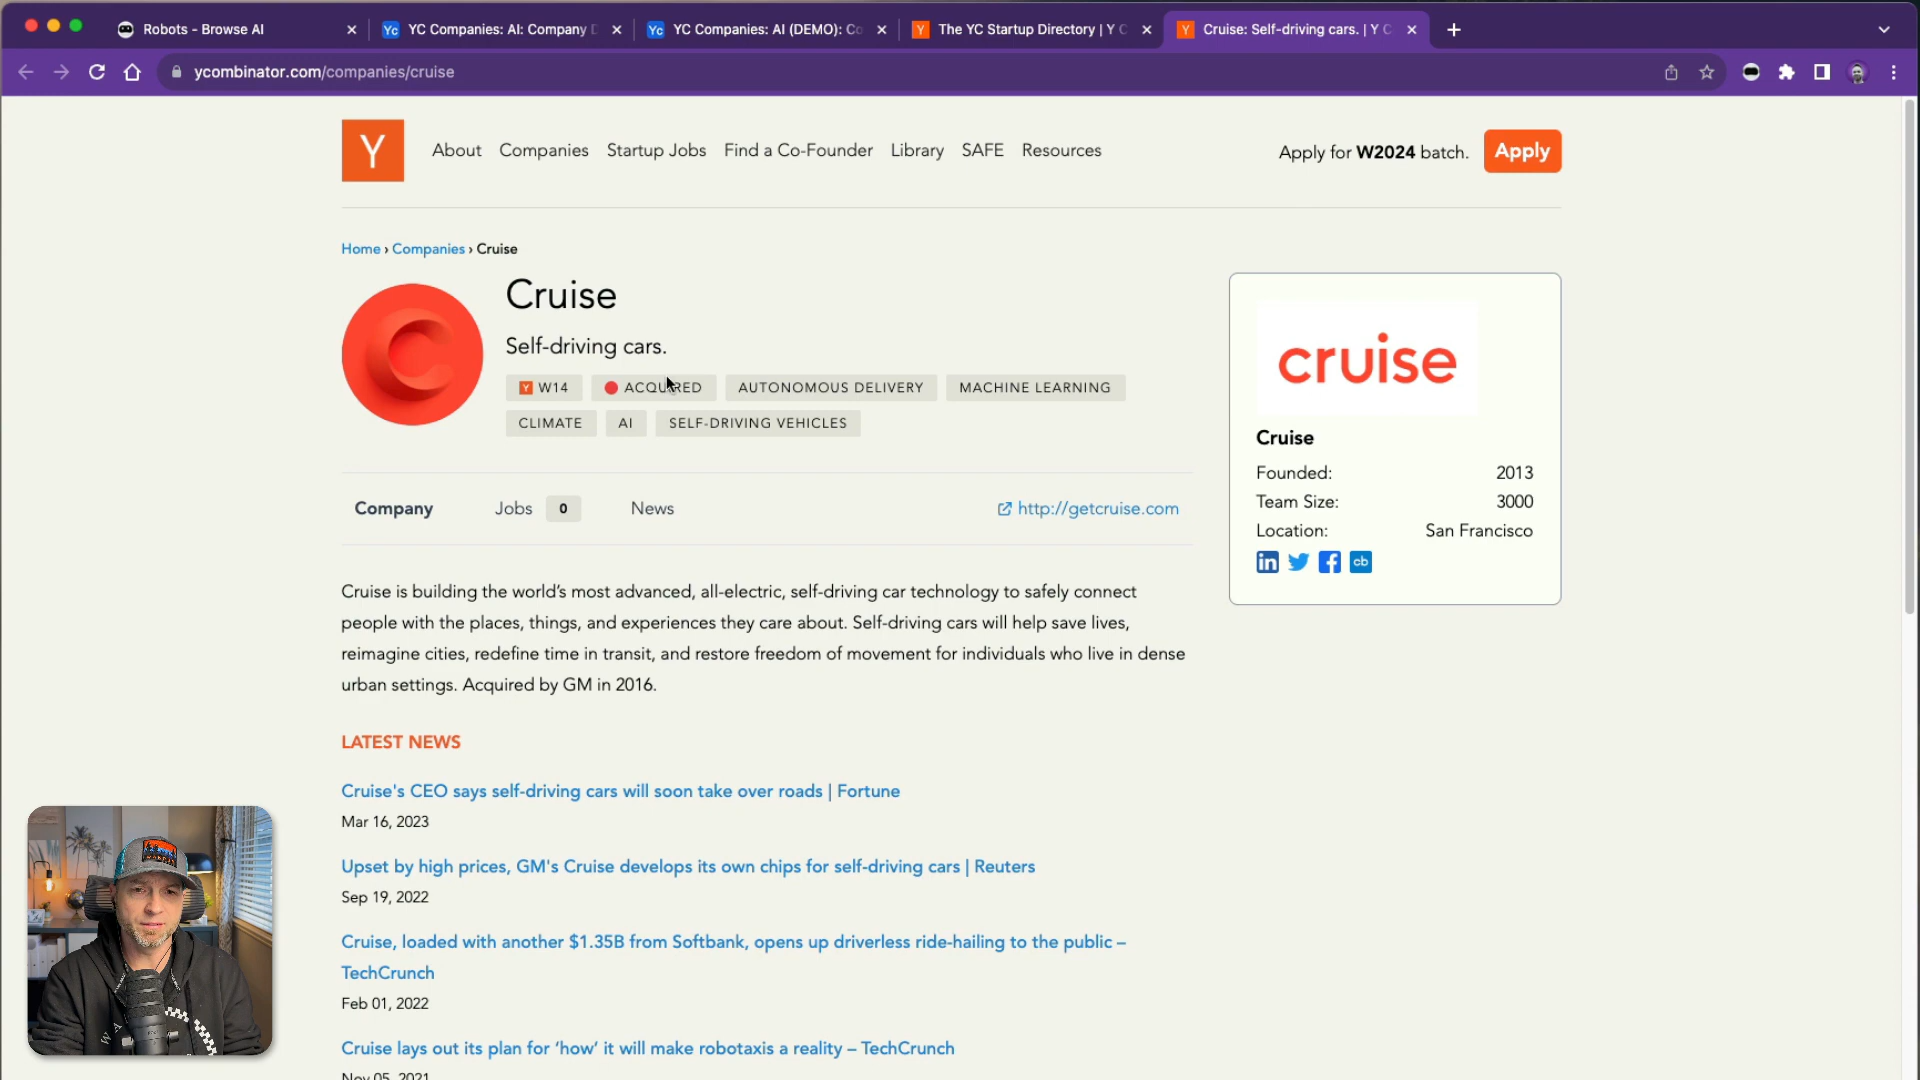 Robots - Browse AI
YC Companies: AI: Company D
YC Companies: AI (DEMO): Co
The YC Startup Directory | Y C
Cruise: Self-driving cars. | Y C
ycombinator.com/companies/cruise
Y
About
Companies
Startup Jobs
Find a Co-Founder
Library
SAFE
Resources
Apply for W2024 batch.
Apply
Home › Companies › Cruise
Cruise
Self-driving cars.
Y W14
ACQUIRED
AUTONOMOUS DELIVERY
MACHINE LEARNING
CLIMATE
AI
SELF-DRIVING VEHICLES
cruise
Cruise
Founded: 2013
Team Size: 3000
Location: San Francisco
in
f
cb
Company
Jobs 0
News
http://getcruise.com
Cruise is building the world's most advanced, all-electric, self-driving car technology to safely connect
people with the places, things, and experiences they care about. Self-driving cars will help save lives,
reimagine cities, redefine time in transit, and restore freedom of movement for individuals who live in dense
urban settings. Acquired by GM in 2016.
LATEST NEWS
Cruise's CEO says self-driving cars will soon take over roads | Fortune
Mar 16, 2023
Upset by high prices, GM's Cruise develops its own chips for self-driving cars | Reuters
Sep 19, 2022
Cruise, loaded with another $1.35B from Softbank, opens up driverless ride-hailing to the public –
TechCrunch
Feb 01, 2022
Cruise lays out its plan for 'how' it will make robotaxis a reality – TechCrunch
Nov 05, 2021